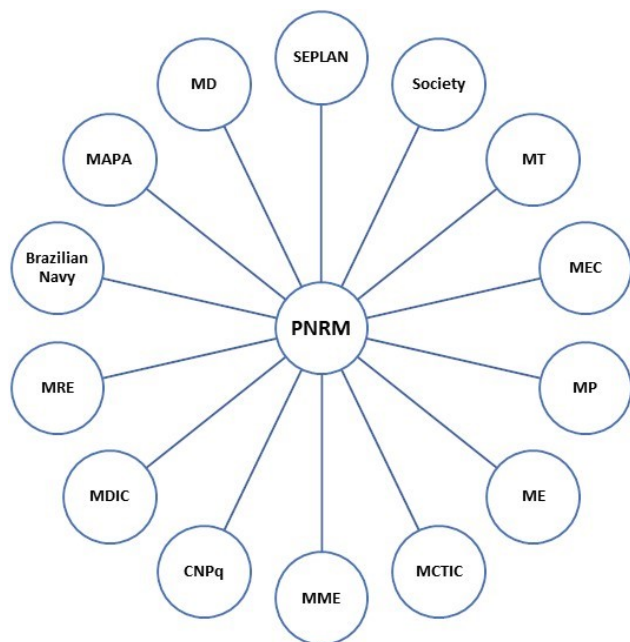 SEPLAN
Society
MT
MEC
MP
ME
MCTIC
MME
CNPq
MDIC
MRE
Brazilian
Navy
MAPA
MD
PNRM